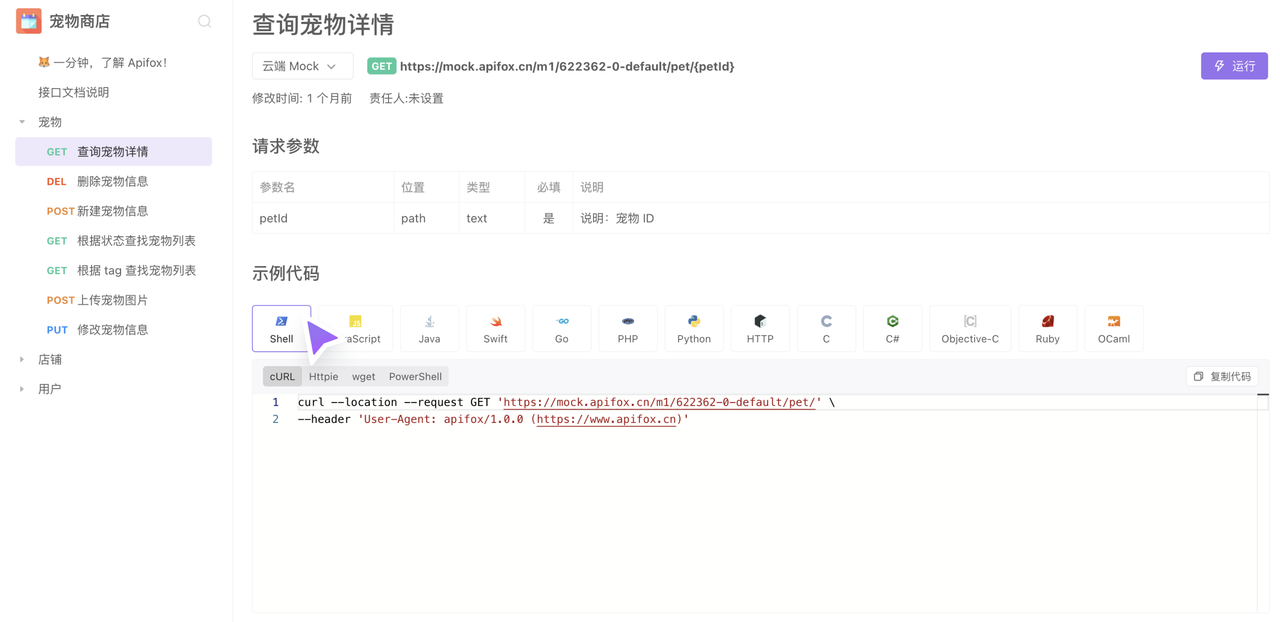 宠物商店
🦊 一分钟，了解 Apifox！
接口文档说明
宠物
GET 查询宠物详情
DEL 删除宠物信息
POST 新建宠物信息
GET 根据状态查找宠物列表
GET 根据 tag 查找宠物列表
POST 上传宠物图片
PUT 修改宠物信息
店铺
用户
查询宠物详情
云端 Mock GET https://mock.apifox.cn/m1/622362-0-default/pet/{petId} 运行
修改时间: 1 个月前 责任人:未设置
请求参数
参数名 位置 类型 必填 说明
petId path text 是 说明：宠物 ID
示例代码
JS GO php
Shell aScript Java Swift Go PHP Python HTTP C C# Objective-C Ruby OCaml
cURL Httpie wget PowerShell 复制代码
1 curl --location --request GET 'https://mock.apifox.cn/m1/622362-0-default/pet/' \
2 --header 'User-Agent: apifox/1.0.0 (https://www.apifox.cn)'